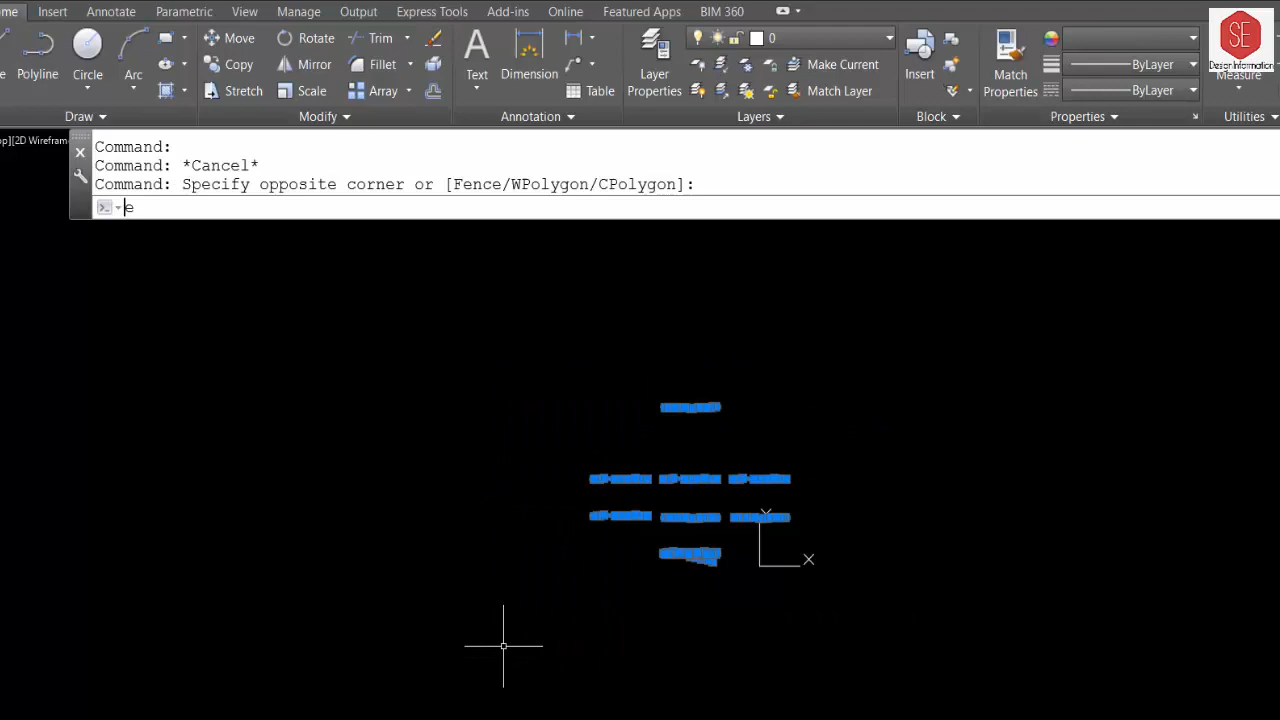 ome Insert Annotate Parametric View Manage Output Express Tools Add-ins Online Featured Apps BIM 360
SE
Design Information
Move Rotate Trim
0
Copy Mirror Fillet
Make Current
Polyline Circle Arc
Text Dimension
Layer Properties
Insert
Match Properties
ByLayer
Measure
Stretch Scale Array
Table
Match Layer
ByLayer
Draw Modify Annotation Layers Block Properties Utilities
op][2D Wirefram
Command:
Command: *Cancel*
Command: Specify opposite corner or [Fence/WPolygon/CPolygon]:
e
X